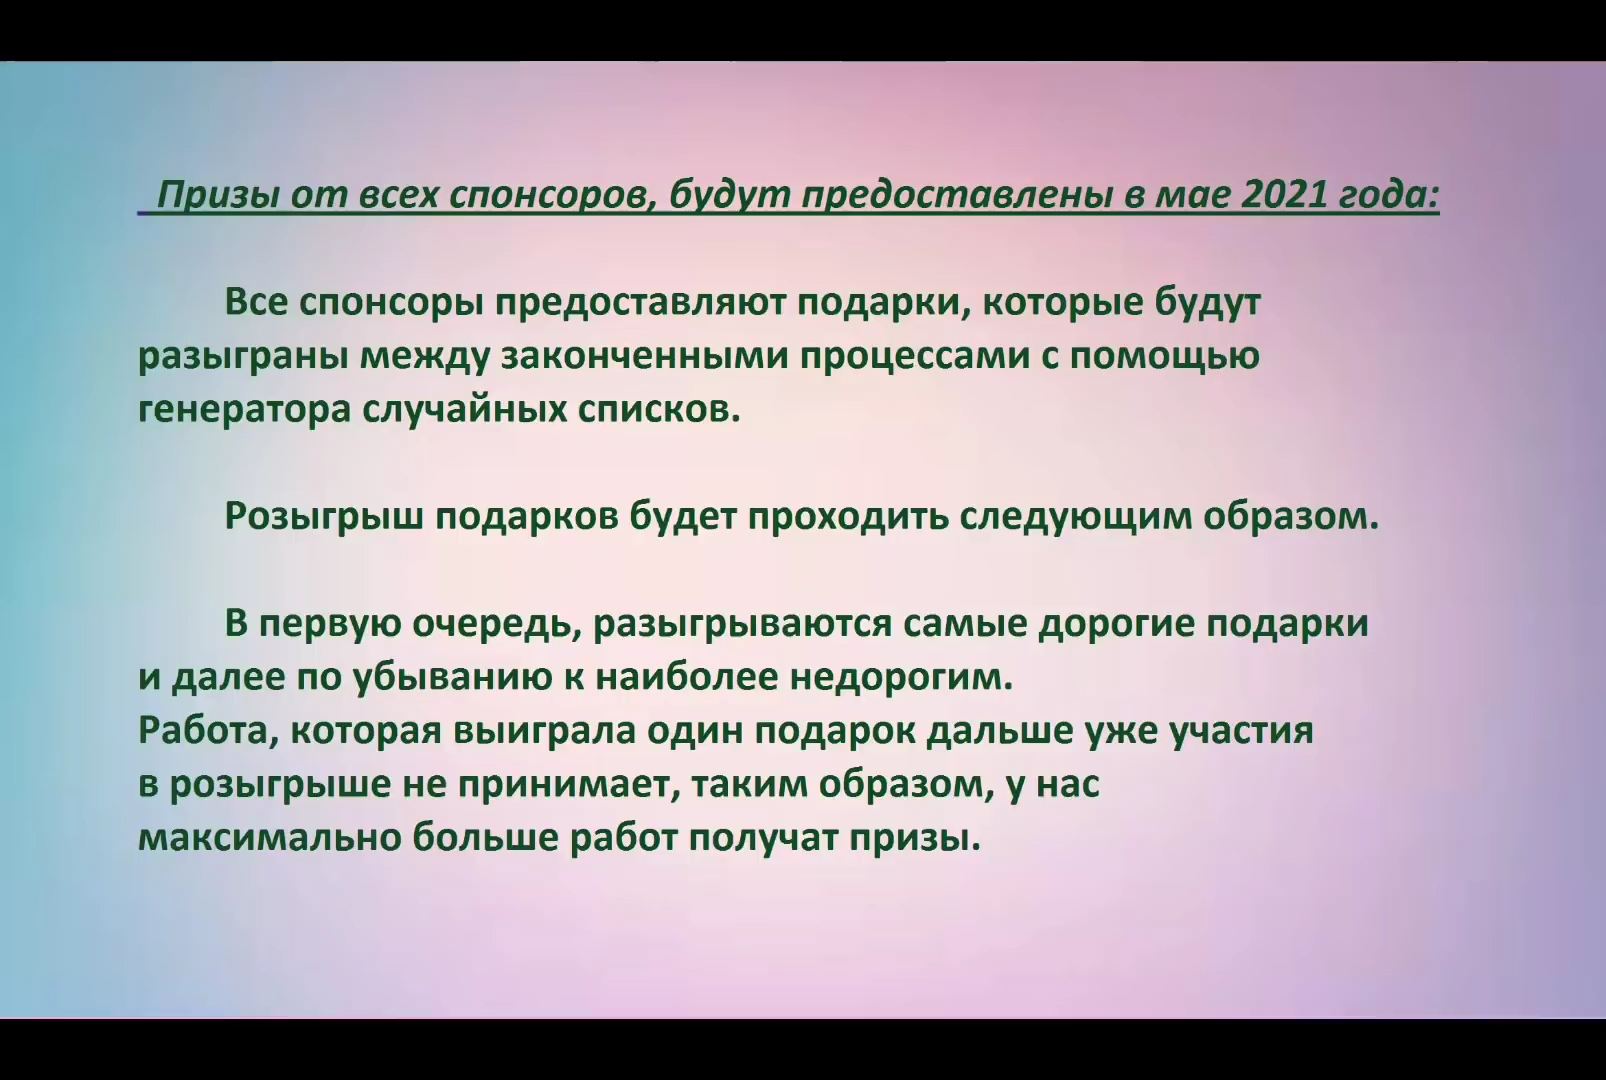 Призы от всех спонсоров, будут предоставлены в мае 2021 года:
Все спонсоры предоставляют подарки, которые будут
разыграны между законченными процессами с помощью
генератора случайных списков.
Розыгрыш подарков будет проходить следующим образом.
В первую очередь, разыгрываются самые дорогие подарки
и далее по убыванию к наиболее недорогим.
Работа, которая выиграла один подарок дальше уже участия
в розыгрыше не принимает, таким образом, у нас
максимально больше работ получат призы.